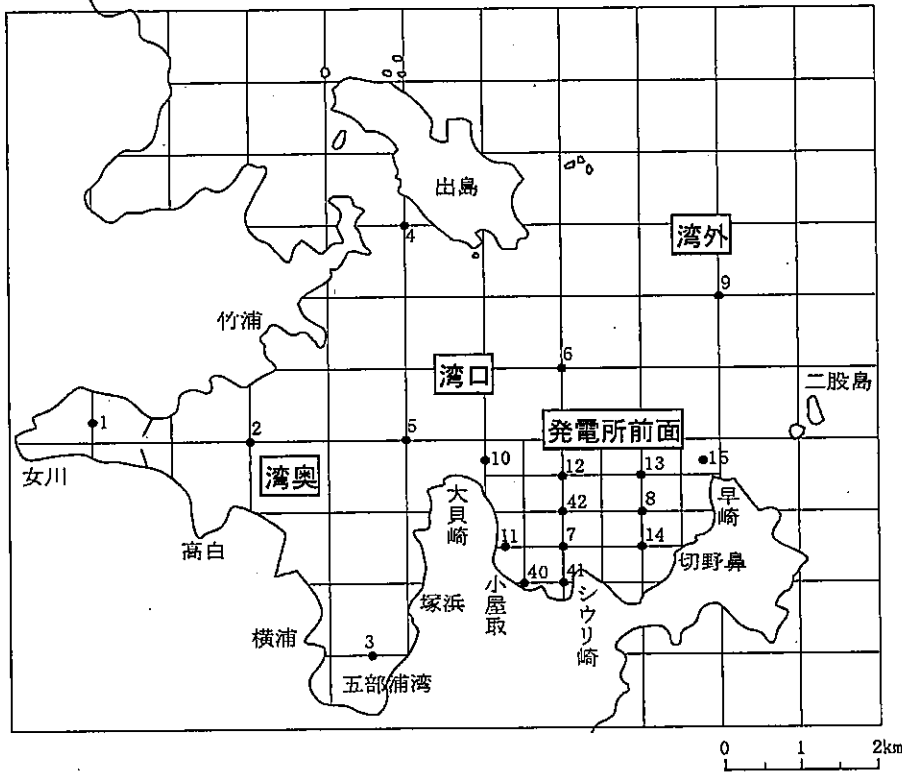 出島
湾外
4
9
竹浦
6
湾口
二股島
発電所前面
1
2
5
10
12
13
15
女川
湾奥
大貝崎
早崎
42
8
高白
11
7
14
切野鼻
40
41
小屋取
シウリ崎
塚浜
横浦
3
五部浦湾
0 1 2km